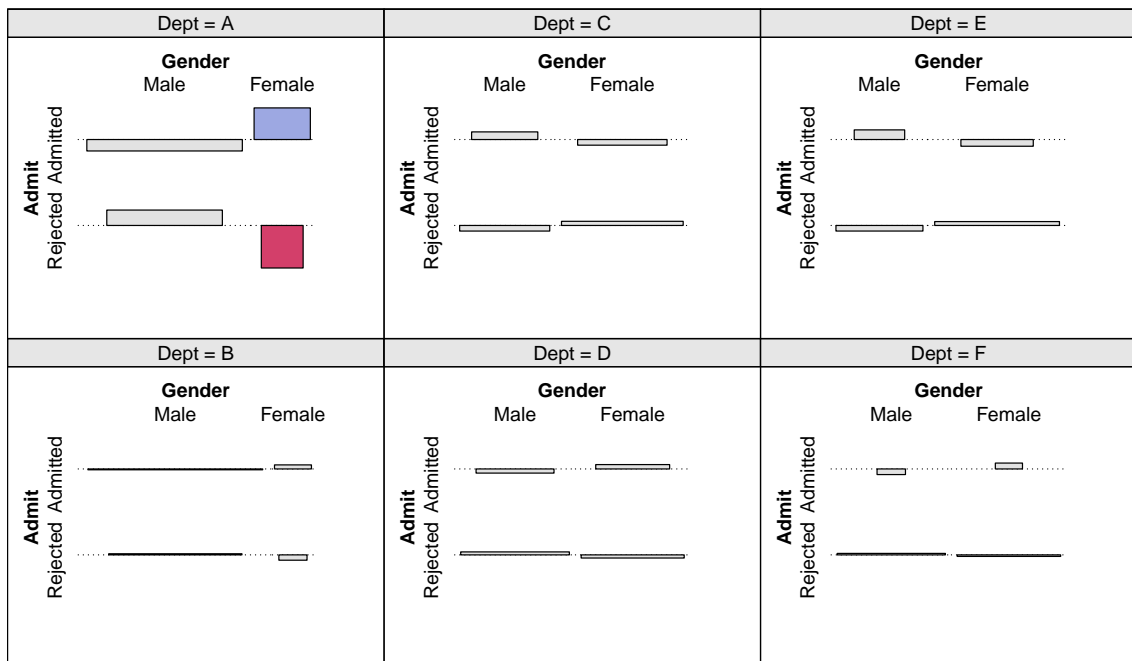 Dept = A
Gender
Male Female
Admit
Rejected Admitted
Dept = C
Gender
Male Female
Admit
Rejected Admitted
Dept = E
Gender
Male Female
Admit
Rejected Admitted
Dept = B
Gender
Male Female
Admit
Rejected Admitted
Dept = D
Gender
Male Female
Admit
Rejected Admitted
Dept = F
Gender
Male Female
Admit
Rejected Admitted